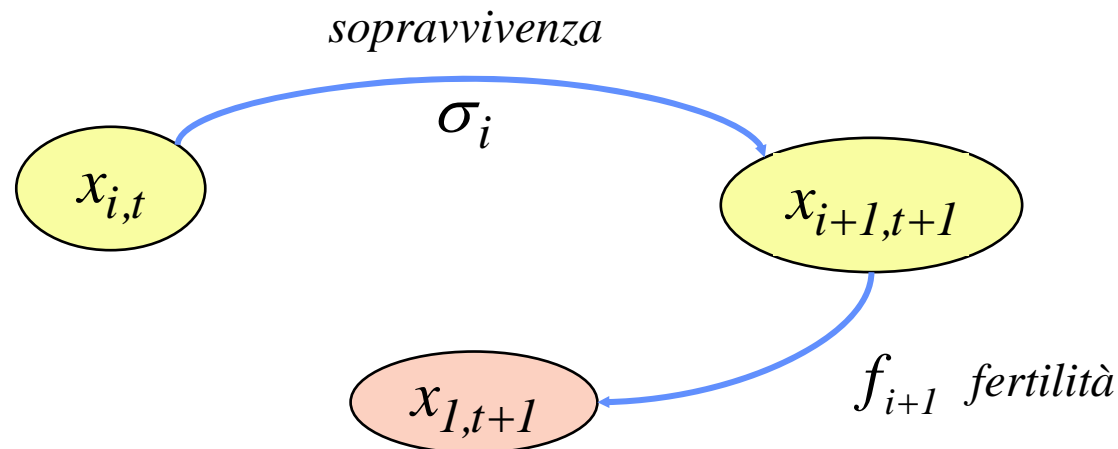 sopravvivenza
σi
xi,t
xi+1,t+1
x1,t+1
fi+1 fertilità